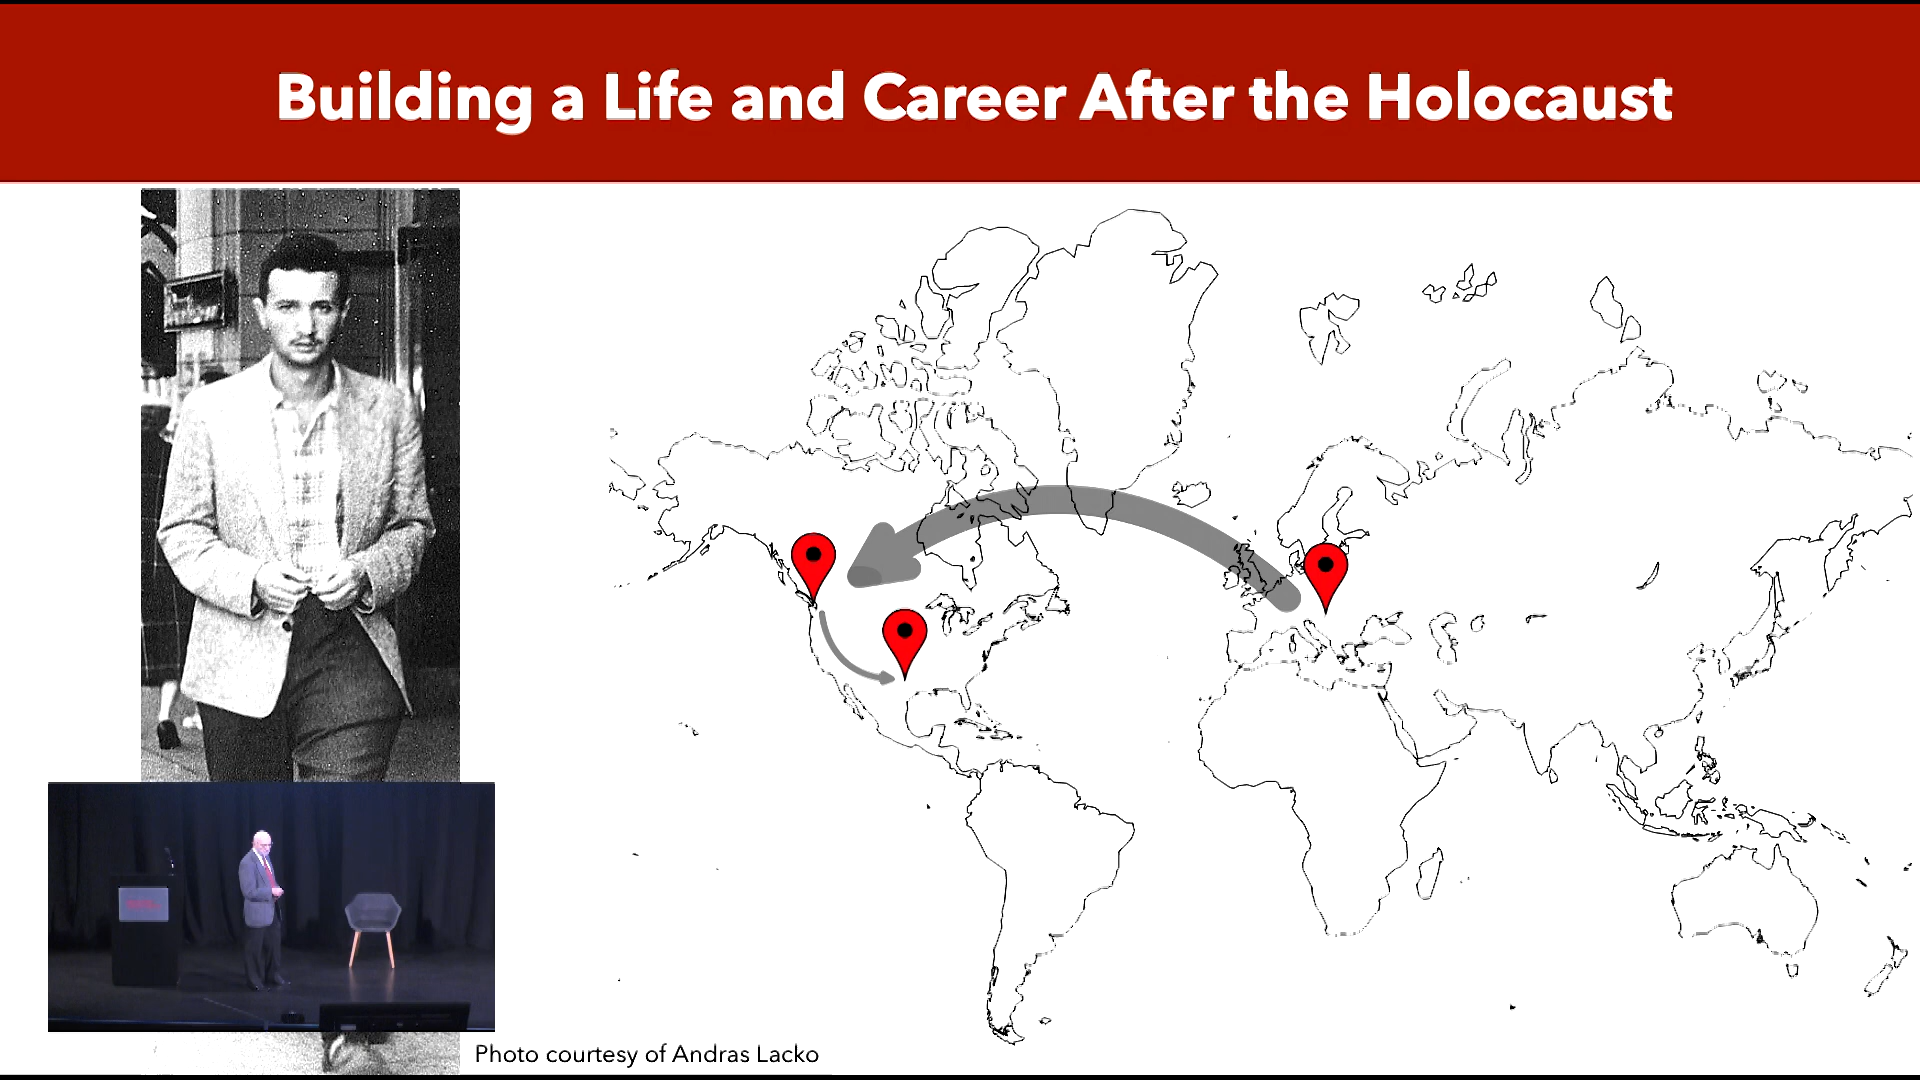 Building a Life and Career After the Holocaust
Photo courtesy of Andras Lacko